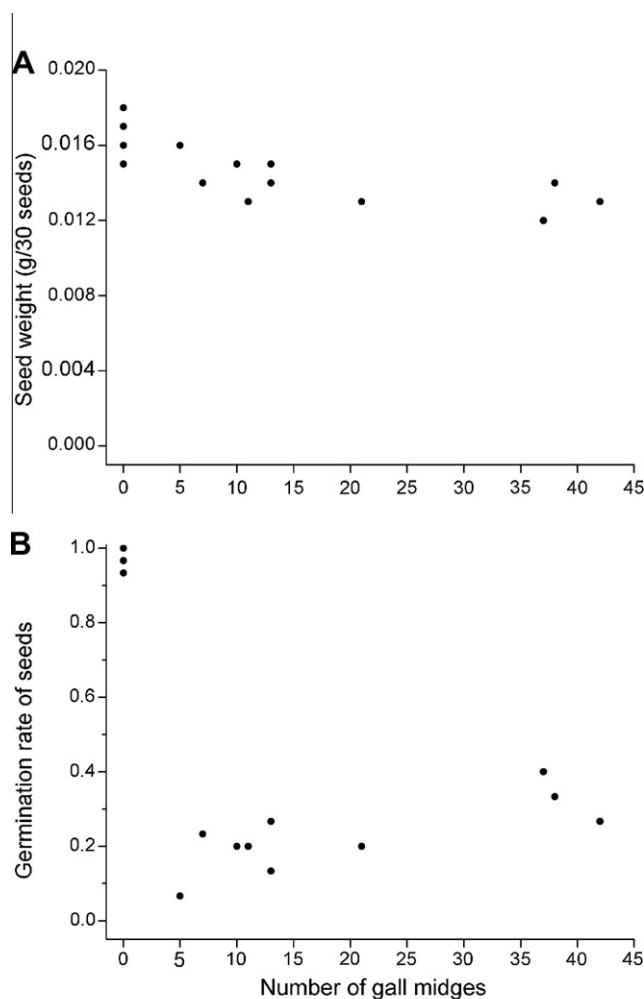 A
Seed weight (g/30 seeds)
0.020
0.016
0.012
0.008
0.004
0.000
0 5 10 15 20 25 30 35 40 45
B
Germination rate of seeds
1.0
0.8
0.6
0.4
0.2
0.0
0 5 10 15 20 25 30 35 40 45
Number of gall midges